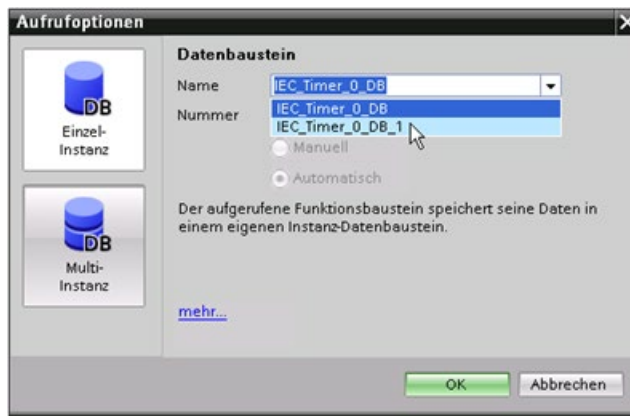 Aufrufoptionen
DB
Einzel-
Instanz
DB
Multi-
Instanz
Datenbaustein
Name IEC_Timer_0_DB
IEC_Timer_0_DB
IEC_Timer_0_DB_1
Nummer
Manuell
Automatisch
Der aufgerufene Funktionsbaustein speichert seine Daten in
einem eigenen Instanz-Datenbaustein.
mehr...
OK Abbrechen